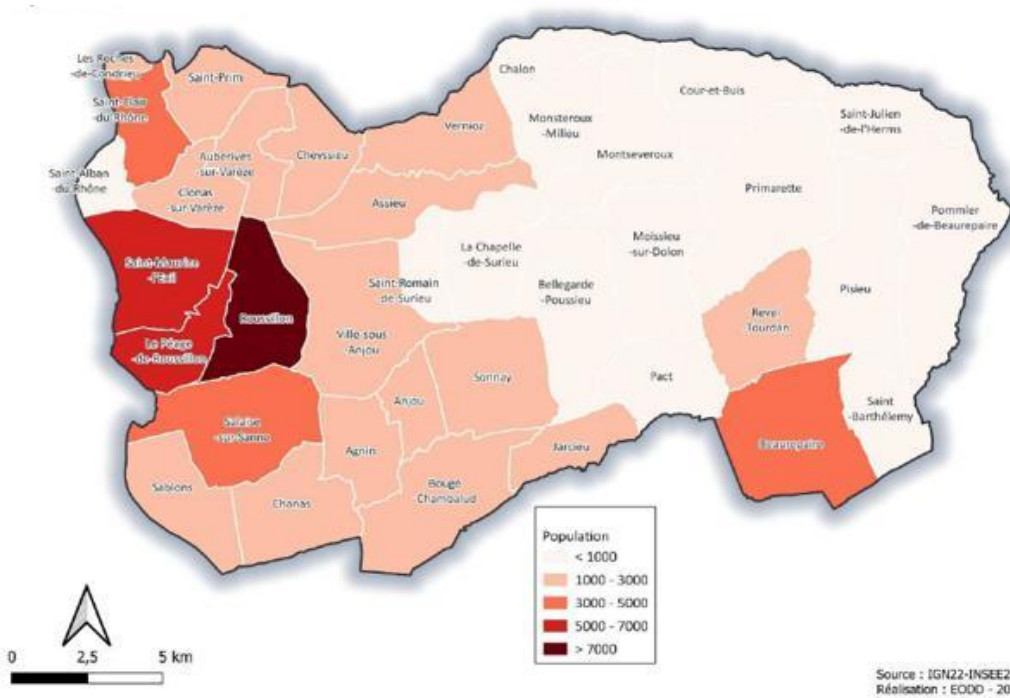 Les Roches
-de-Condrieu
Saint-Prim
Saint-Clair
du Rhône
Chalon
Cour-et-Buis
Vernioz
Monsteroux
-Milieu
Saint-Julien
-de-l'Herms
Auberives
-sur-Varèze
Cheyssieu
Montseveroux
Saint Alban
du Rhône
Clonas
-sur-Varèze
Assieu
Primarette
Pommier
-de-Beaurepaire
Saint-Maurice
-l'Exil
La Chapelle
-de-Surieu
Moissieu
-sur-Dolon
Saint-Romain
de-Surieu
Bellegarde
-Poussieu
Pisieu
Roussillon
Revel
Tourdan
Le Péage
-de-Roussillon
Ville-sous
-Anjou
Sonnay
Pact
Anjou
Saint
-Barthélemy
Salaise
-sur-Sanne
Agnin
Jarcieu
Beaurepaire
Sablons
Chanas
Bougé
-Chambalud
Population
< 1000
1000 - 3000
3000 - 5000
5000 - 7000
> 7000
0 2,5 5 km
Source : IGN22-INSEE2
Réalisation : EODD - 20